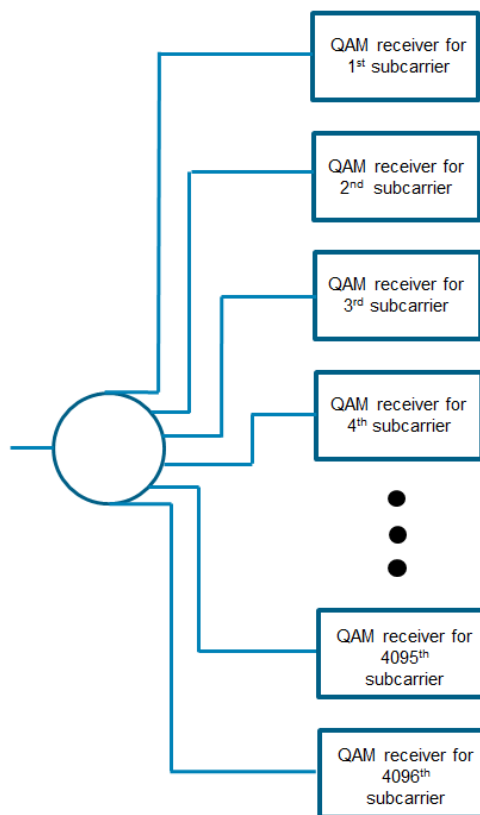 QAM receiver for
1st subcarrier
QAM receiver for
2nd subcarrier
QAM receiver for
3rd subcarrier
QAM receiver for
4th subcarrier
QAM receiver for
4095th
subcarrier
QAM receiver for
4096th
subcarrier